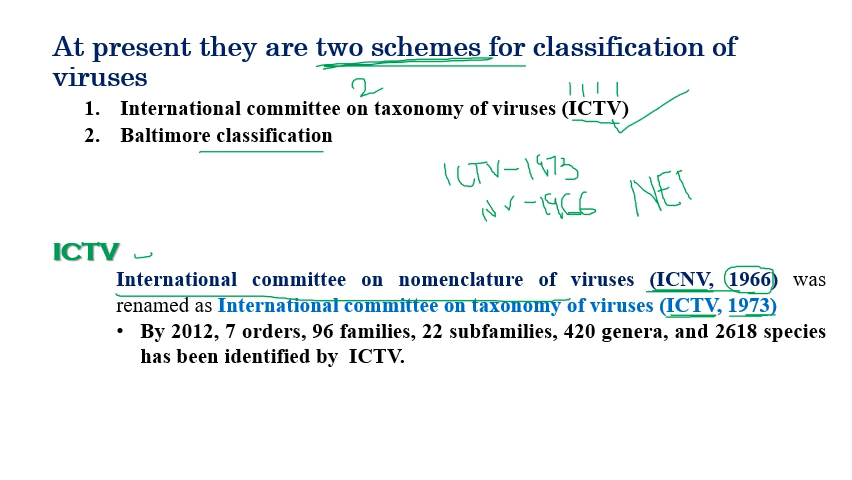 At present they are two schemes for classification of
viruses
2
1. International committee on taxonomy of viruses (ICTV)
2. Baltimore classification
ICTV - 1973
NV - 1966
NET
ICTV
International committee on nomenclature of viruses (ICNV, 1966) was
renamed as International committee on taxonomy of viruses (ICTV, 1973)
• By 2012, 7 orders, 96 families, 22 subfamilies, 420 genera, and 2618 species
has been identified by ICTV.